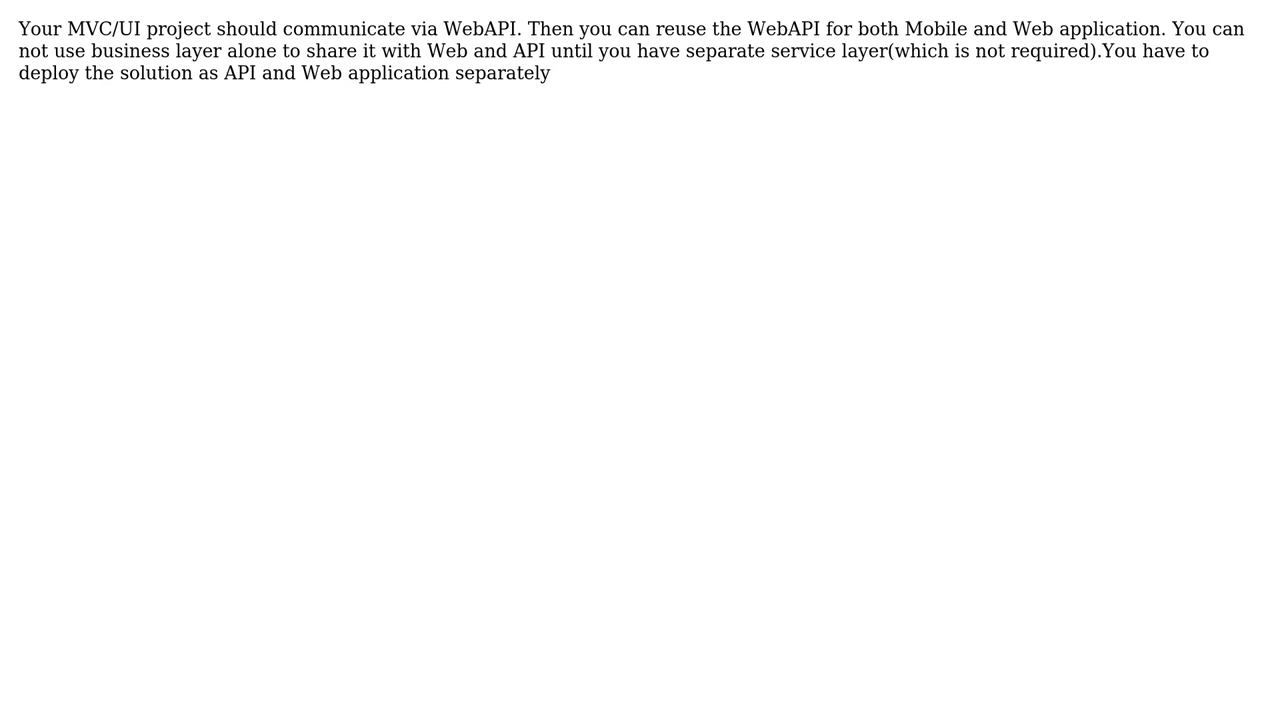 Your MVC/UI project should communicate via WebAPI. Then you can reuse the WebAPI for both Mobile and Web application. You can
not use business layer alone to share it with Web and API until you have separate service layer(which is not required).You have to
deploy the solution as API and Web application separately